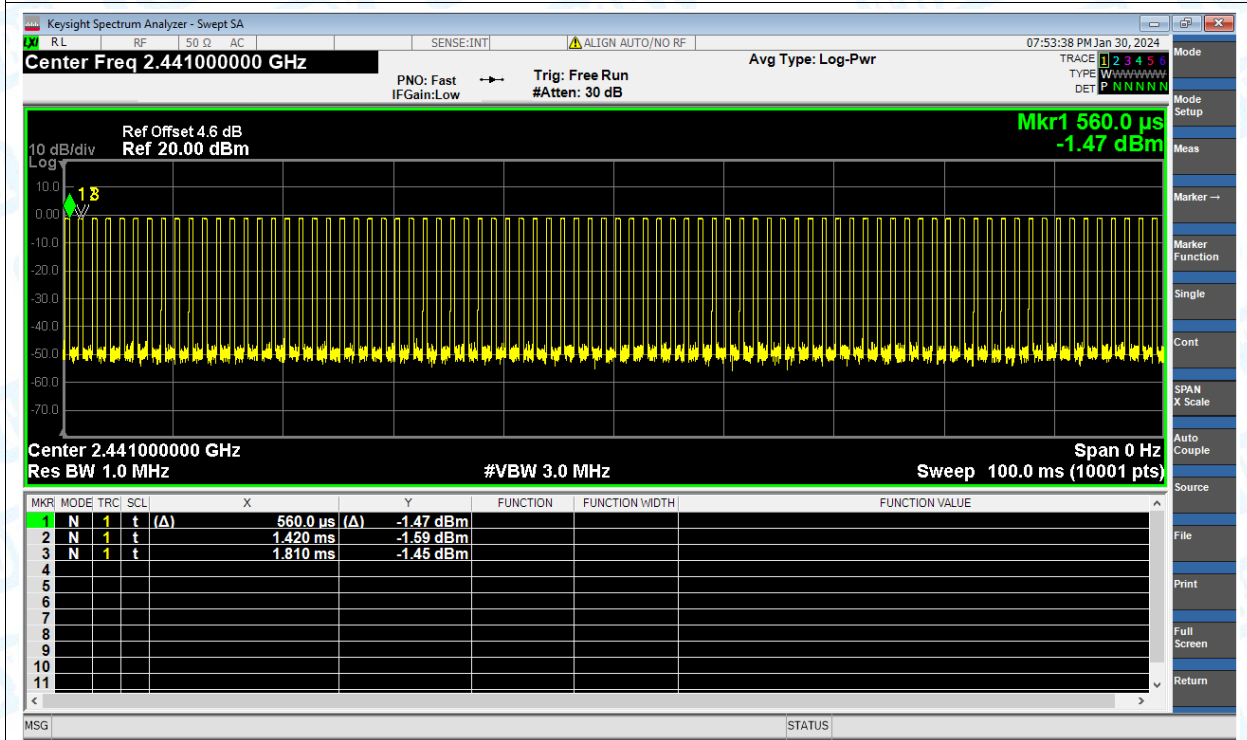 Keysight Spectrum Analyzer - Swept SA
LXI RL RF 50 Ω AC SENSE:INT ALIGN AUTO/NO RF 07:53:38 PM Jan 30, 2024
Center Freq 2.441000000 GHz
PNO: Fast
IFGain:Low
Trig: Free Run
#Atten: 30 dB
Avg Type: Log-Pwr
TRACE 1 2 3 4 5 6
TYPE WWWWWW
DET P N N N N N
Mkr1 560.0 µs
-1.47 dBm
Ref Offset 4.6 dB
10 dB/div Ref 20.00 dBm
Log
10.0
0.00
-10.0
-20.0
-30.0
-40.0
-50.0
-60.0
-70.0
1 3
Center 2.441000000 GHz Span 0 Hz
Res BW 1.0 MHz #VBW 3.0 MHz Sweep 100.0 ms (10001 pts)
MKR MODE TRC SCL X Y FUNCTION FUNCTION WIDTH FUNCTION VALUE
1 N 1 t (Δ) 560.0 µs (Δ) -1.47 dBm
2 N 1 t 1.420 ms -1.59 dBm
3 N 1 t 1.810 ms -1.45 dBm
4
5
6
7
8
9
10
11
MSG STATUS
Mode
Mode
Setup
Meas
Marker →
Marker
Function
Single
Cont
SPAN
X Scale
Auto
Couple
Source
File
Print
Full
Screen
Return